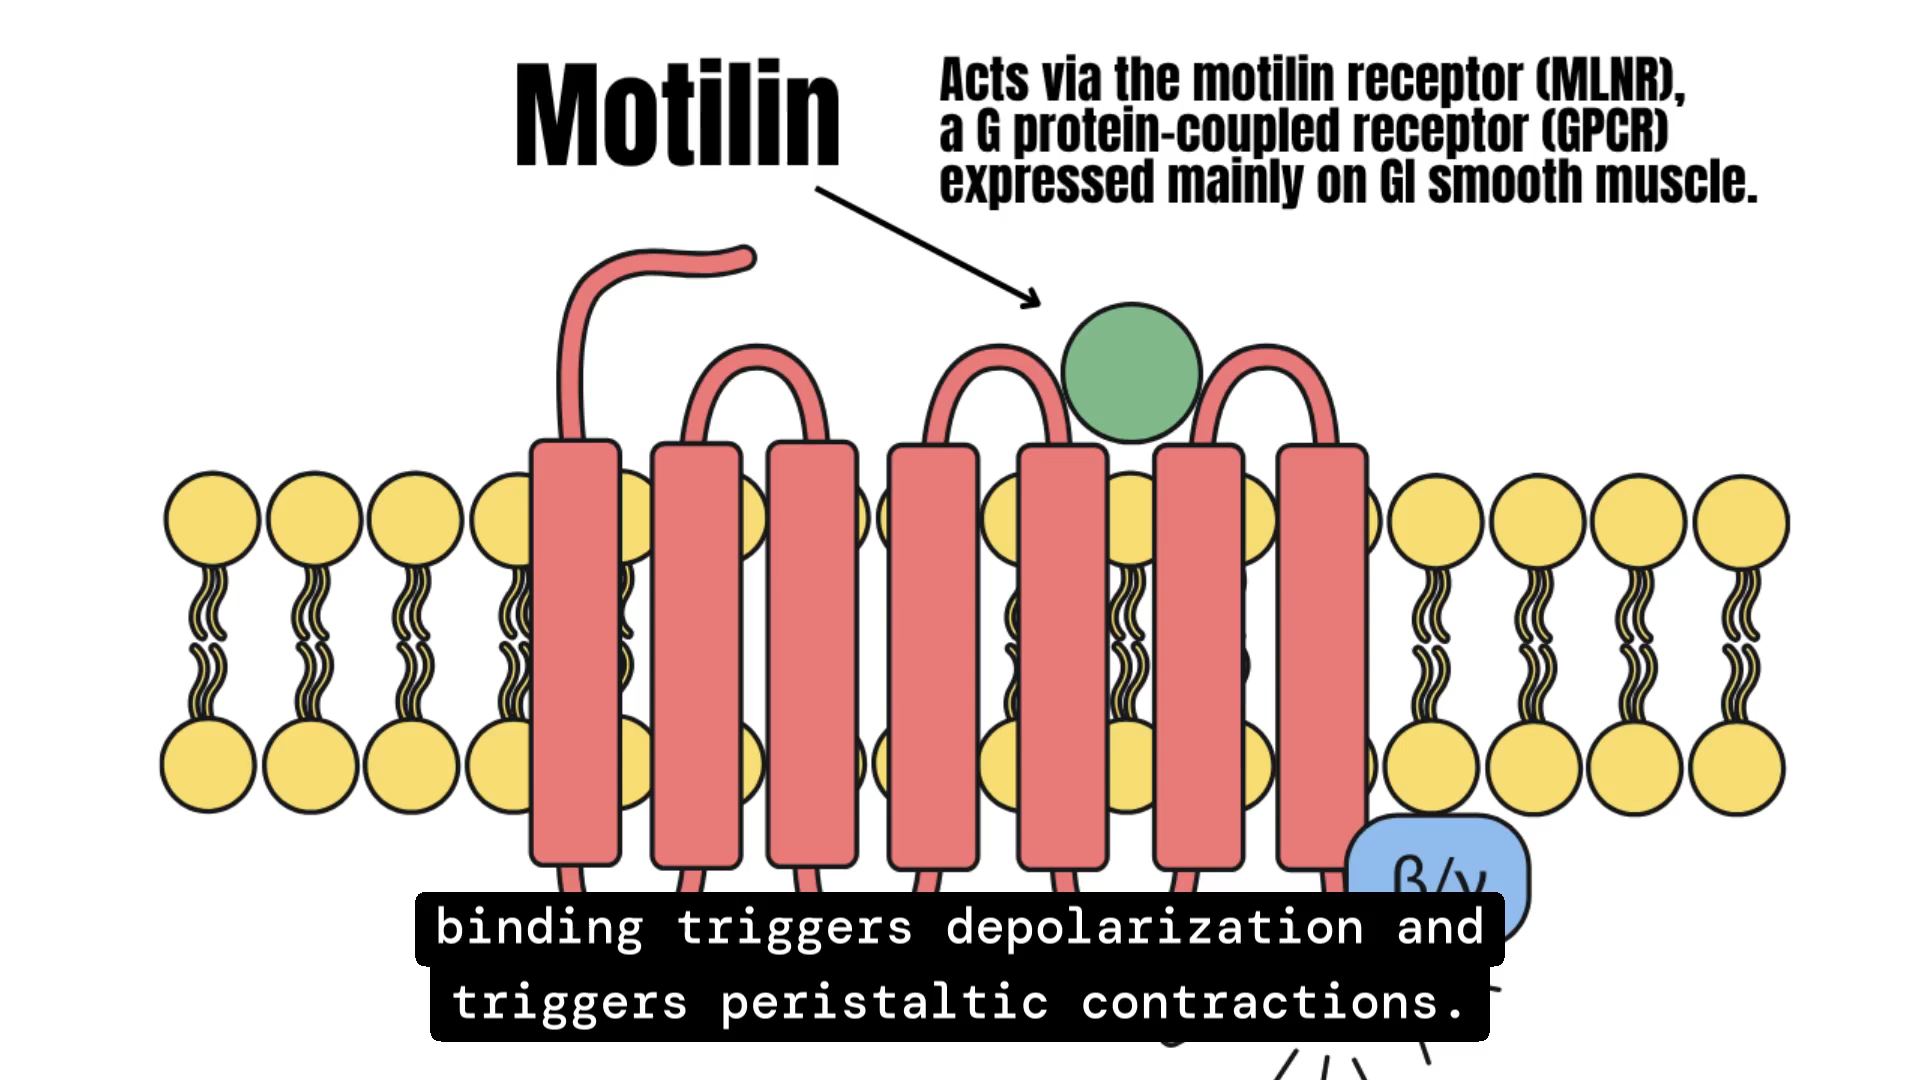 Motilin
Acts via the motilin receptor (MLNR),
a G protein-coupled receptor (GPCR)
expressed mainly on GI smooth muscle.
β/γ
binding triggers depolarization and
triggers peristaltic contractions.